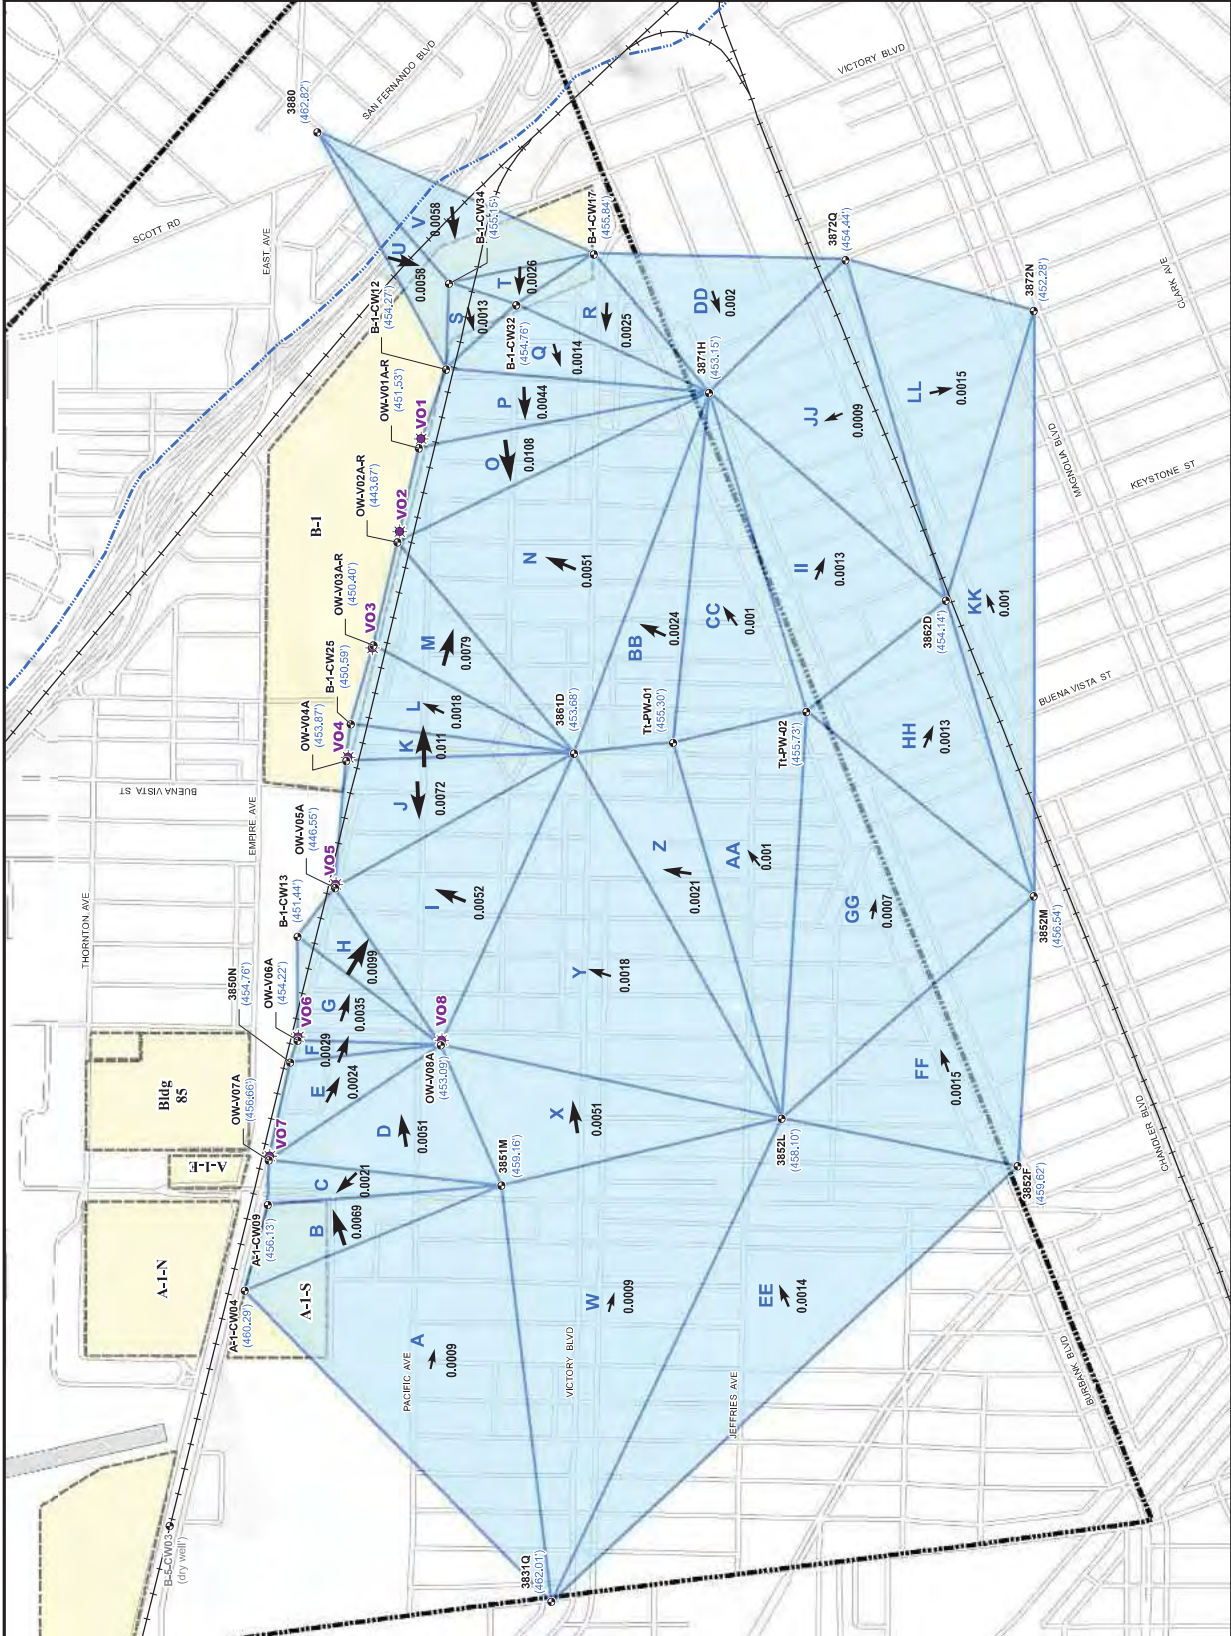 3880
(462.82')
SAN FERNANDO BLVD
VICTORY BLVD
SCOTT RD
EAST AVE
B-1-CW12
(454.27')
B-1-CW34
(455.15')
B-1-CW17
(455.84')
3872Q
(454.44')
3872N
(452.28')
CLARK AVE
U
0.0058
V
0.0058
T
0.0026
S
0.0013
B-1-CW32
(454.76')
R
0.0025
DD
0.002
Q
0.0014
OW-V01A-R
(451.53')
VO1
P
0.0044
3871H
(453.15')
LL
0.0015
JJ
0.0009
O
0.0108
MAGNOLIA BLVD
KEYSTONE ST
OW-V02A-R
(443.67')
VO2
B-1
N
0.0051
II
0.0013
OW-V03A-R
(450.40')
VO3
M
0.0079
BB
0.0024
CC
0.001
3862D
(454.14')
KK
0.001
B-1-CW25
(450.59')
L
0.0018
3861D
(453.68')
Tt-PW-01
(455.30')
Tt-PW-02
(455.73')
HH
0.0013
BUENA VISTA ST
OW-V04A
(453.87')
VO4
K
0.011
BUENA VISTA ST
EMPIRE AVE
J
0.0072
OW-V05A
(446.55')
VO5
Z
0.0021
AA
0.001
GG
0.0007
3852M
(456.54')
I
0.0052
B-1-CW13
(451.44')
H
0.0099
THORNTON AVE
3850N
(454.76')
OW-V06A
(454.22')
VO6
G
0.0035
VO8
Y
0.0018
F
0.0029
E
0.0024
OW-V08A
(453.09')
FF
0.0015
Bldg
85
OW-V07A
(456.66')
VO7
D
0.0051
X
0.0051
3852L
(458.10')
CHANDLER BLVD
A-1-E
C
0.0021
3851M
(459.16')
3852F
(459.62')
A-1-N
A-1-CW09
(456.13')
B
0.0069
A-1-S
A-1-CW04
(460.29')
W
0.0009
EE
0.0014
A
0.0009
PACIFIC AVE
VICTORY BLVD
JEFFRIES AVE
BURBANK BLVD
B-5-CW03
(dry well')
3831Q
(462.01')